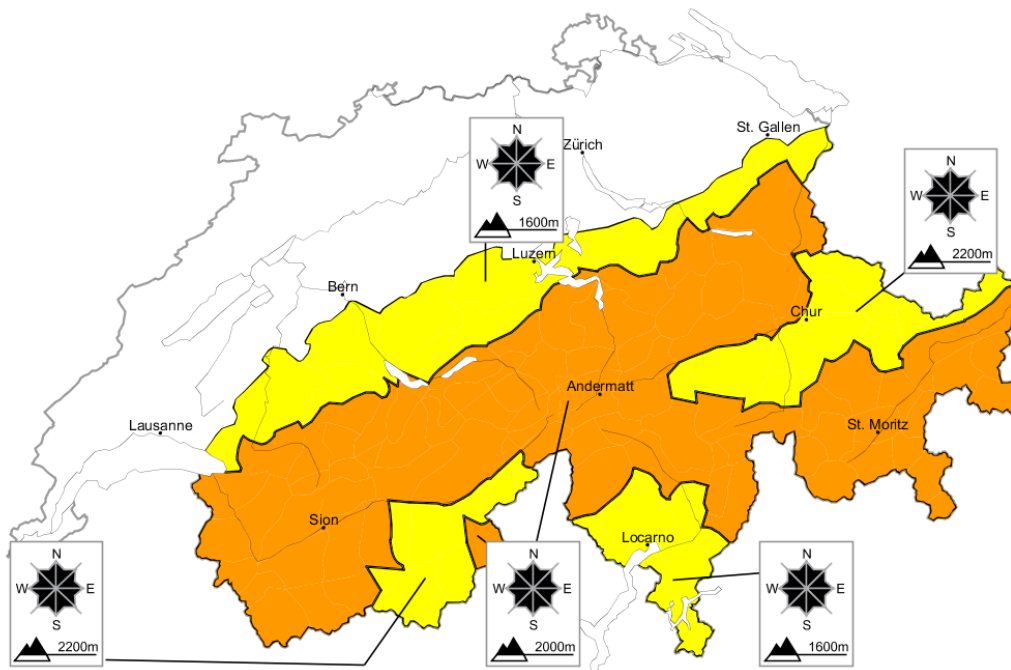 St. Gallen
Zürich
N
W E
S
1600m
N
W E
S
2200m
Luzern
Bern
Chur
Andermatt
Lausanne
St. Moritz
Sion
Locarno
N
W E
S
2200m
N
W E
S
2000m
N
W E
S
1600m